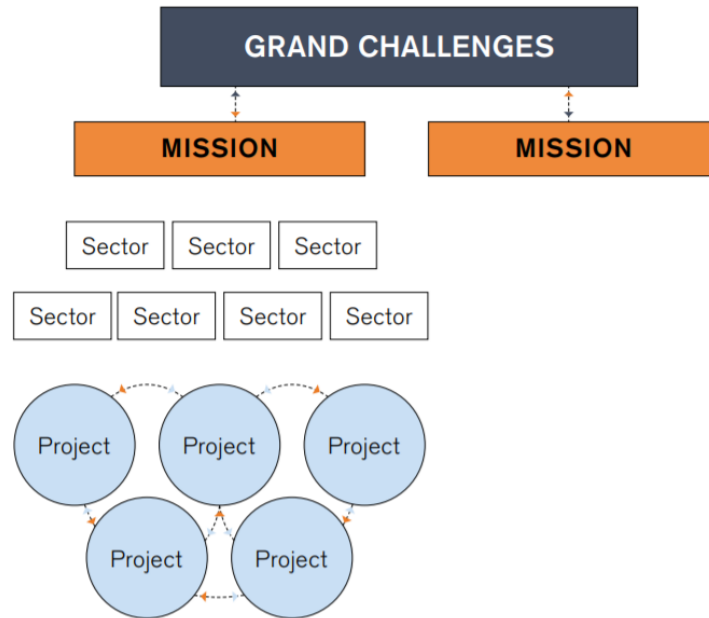 GRAND CHALLENGES
MISSION MISSION
Sector Sector Sector
Sector Sector Sector Sector
Project Project Project
Project Project